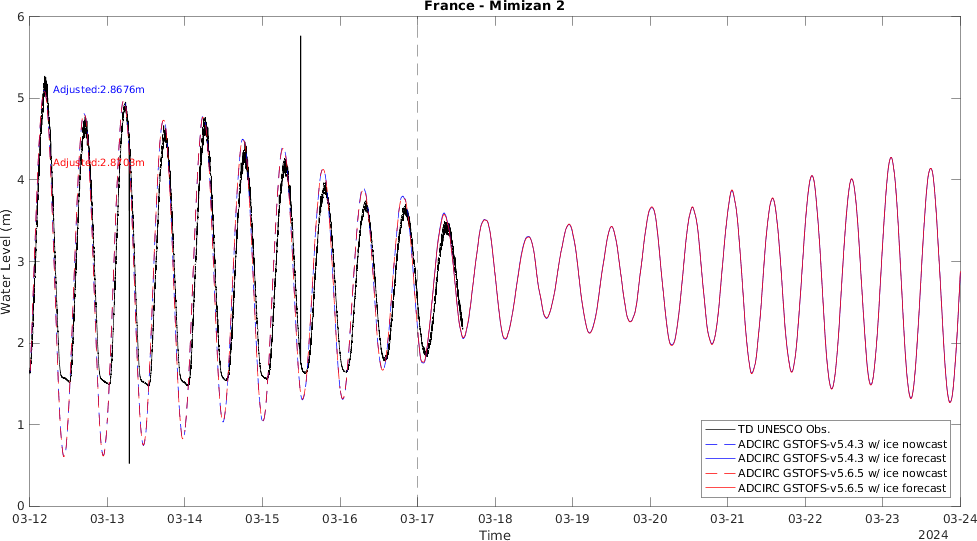 France - Mimizan 2
6
5
4
3
2
1
0
Water Level (m)
Adjusted:2.8676m
Adjusted:2.8703m
TD UNESCO Obs.
ADCIRC GSTOFS-v5.4.3 w/ ice nowcast
ADCIRC GSTOFS-v5.4.3 w/ ice forecast
ADCIRC GSTOFS-v5.6.5 w/ ice nowcast
ADCIRC GSTOFS-v5.6.5 w/ ice forecast
03-12 03-13 03-14 03-15 03-16 03-17 03-18 03-19 03-20 03-21 03-22 03-23 03-24
Time
2024